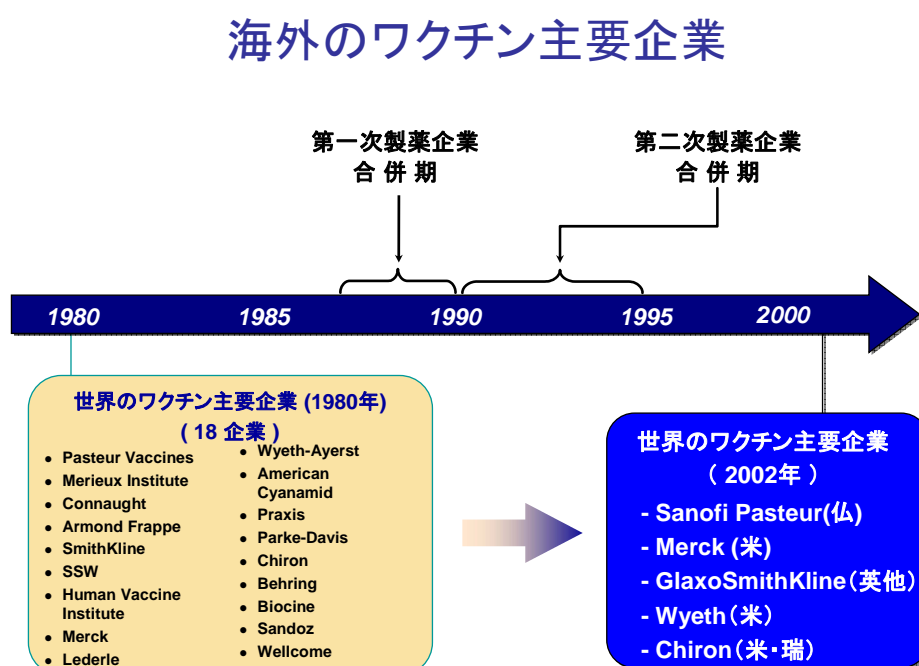 海外のワクチン主要企業
第一次製薬企業
合 併 期
第二次製薬企業
合 併 期
1980
1985
1990
1995
2000
世界のワクチン主要企業 (1980年)
( 18 企業 )
● Pasteur Vaccines
● Merieux Institute
● Connaught
● Armond Frappe
● SmithKline
● SSW
● Human Vaccine
Institute
● Merck
● Lederle
● Wyeth-Ayerst
● American
Cyanamid
● Praxis
● Parke-Davis
● Chiron
● Behring
● Biocine
● Sandoz
● Wellcome
世界のワクチン主要企業
( 2002年 )
- Sanofi Pasteur(仏)
- Merck (米)
- GlaxoSmithKline(英他)
- Wyeth(米)
- Chiron(米・瑞)